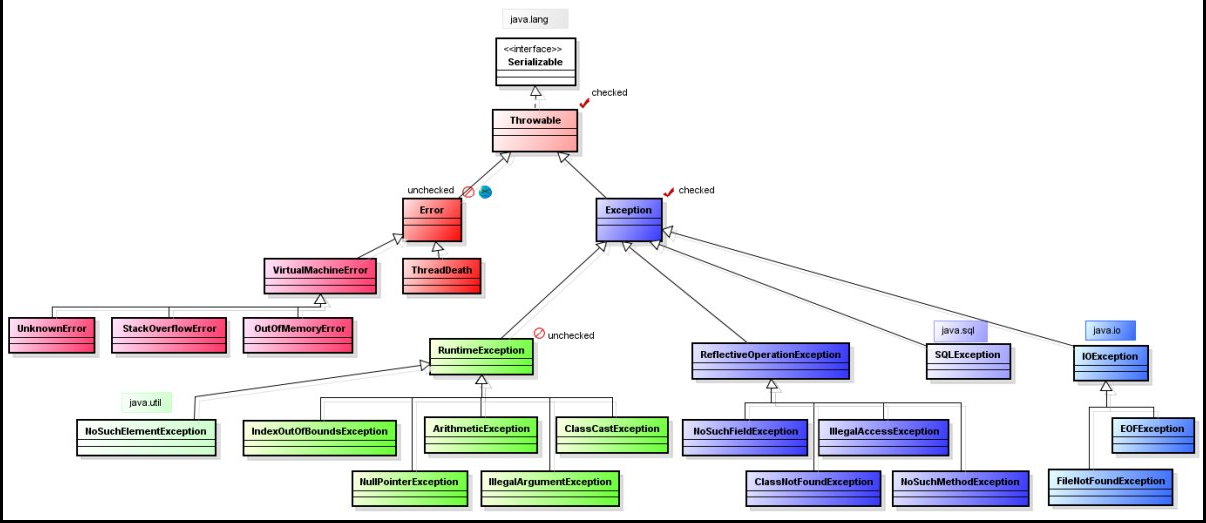 java.lang
<<interface>>
Serializable
checked
Throwable
unchecked
checked
Error
Exception
VirtualMachineError
ThreadDeath
UnknownError
StackOverflowError
OutOfMemoryError
unchecked
java.sql
java.io
RuntimeException
ReflectiveOperationException
SQLException
IOException
java.util
NoSuchElementException
IndexOutOfBoundsException
ArithmeticException
ClassCastException
NoSuchFieldException
IllegalAccessException
EOFException
NullPointerException
IllegalArgumentException
ClassNotFoundException
NoSuchMethodException
FileNotFoundException